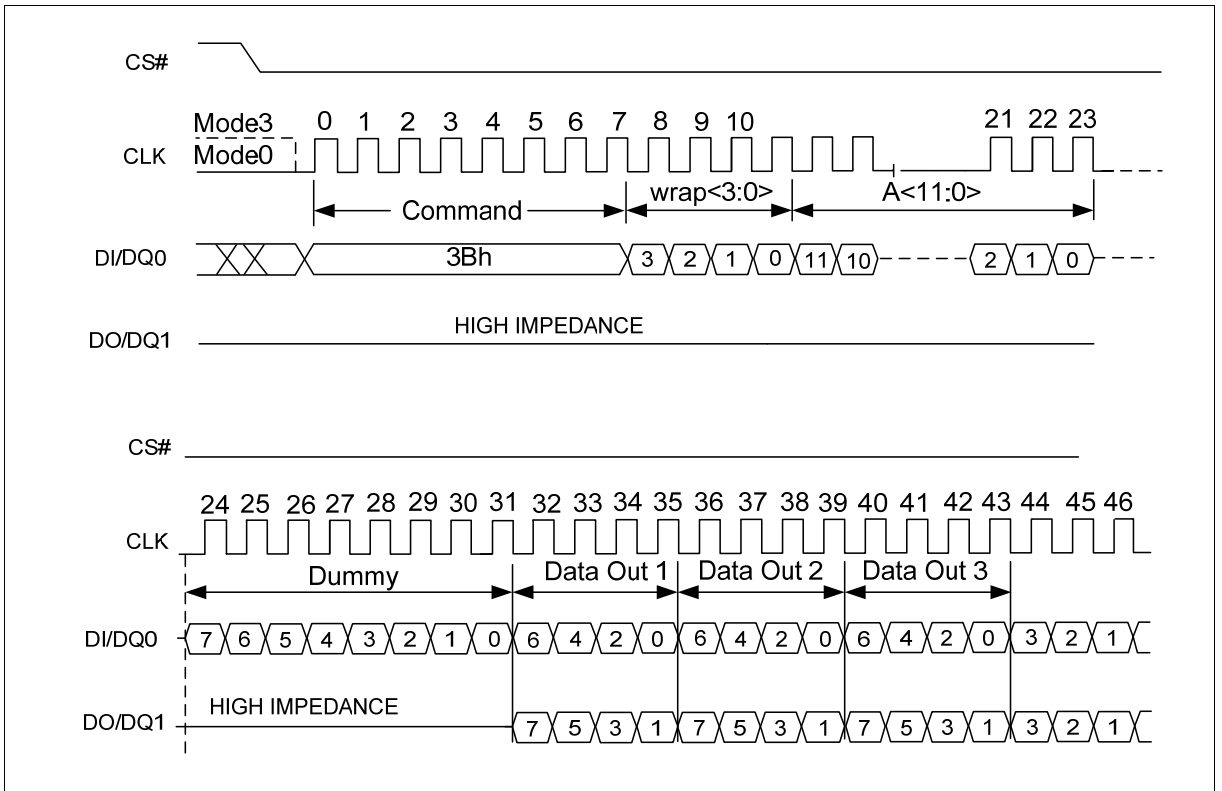 CS#
Mode3
Mode0
CLK
0 1 2 3 4 5 6 7 8 9 10 21 22 23
Command
wrap<3:0>
A<11:0>
DI/DQ0
3Bh
3 2 1 0 11 10 2 1 0
HIGH IMPEDANCE
DO/DQ1
CS#
24 25 26 27 28 29 30 31 32 33 34 35 36 37 38 39 40 41 42 43 44 45 46
CLK
Dummy
Data Out 1
Data Out 2
Data Out 3
DI/DQ0
7 6 5 4 3 2 1 0 6 4 2 0 6 4 2 0 6 4 2 0 3 2 1
HIGH IMPEDANCE
DO/DQ1
7 5 3 1 7 5 3 1 7 5 3 1 3 2 1